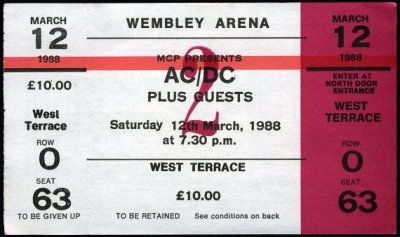 MARCH
12
1988
£10.00
West
Terrace
ROW
O
SEAT
63
TO BE GIVEN UP
WEMBLEY ARENA
2
MCP PRESENTS
AC/DC
PLUS GUESTS
Saturday 12th March, 1988
at 7.30 p.m.
WEST TERRACE
£10.00
TO BE RETAINED See conditions on back
MARCH
12
1988
ENTER AT
NORTH DOOR
ENTRANCE
WEST
TERRACE
ROW
O
SEAT
63